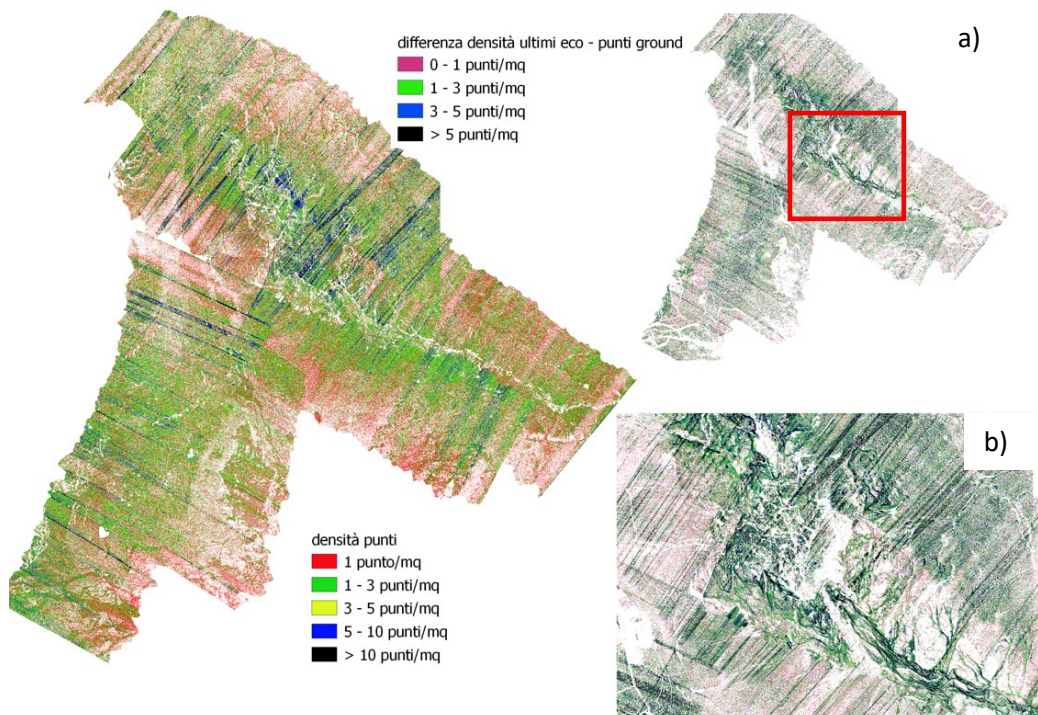 differenza densità ultimi eco - punti ground
0 - 1 punti/mq
1 - 3 punti/mq
3 - 5 punti/mq
> 5 punti/mq
a)
b)
densità punti
1 punto/mq
1 - 3 punti/mq
3 - 5 punti/mq
5 - 10 punti/mq
> 10 punti/mq